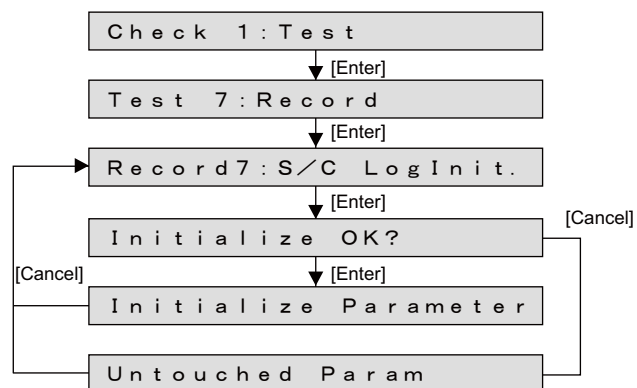 Check 1:Test
[Enter]
Test 7:Record
[Enter]
Record7:S/C LogInit.
[Enter]
Initialize OK?
[Cancel]
[Enter]
[Cancel]
Initialize Parameter
Untouched Param